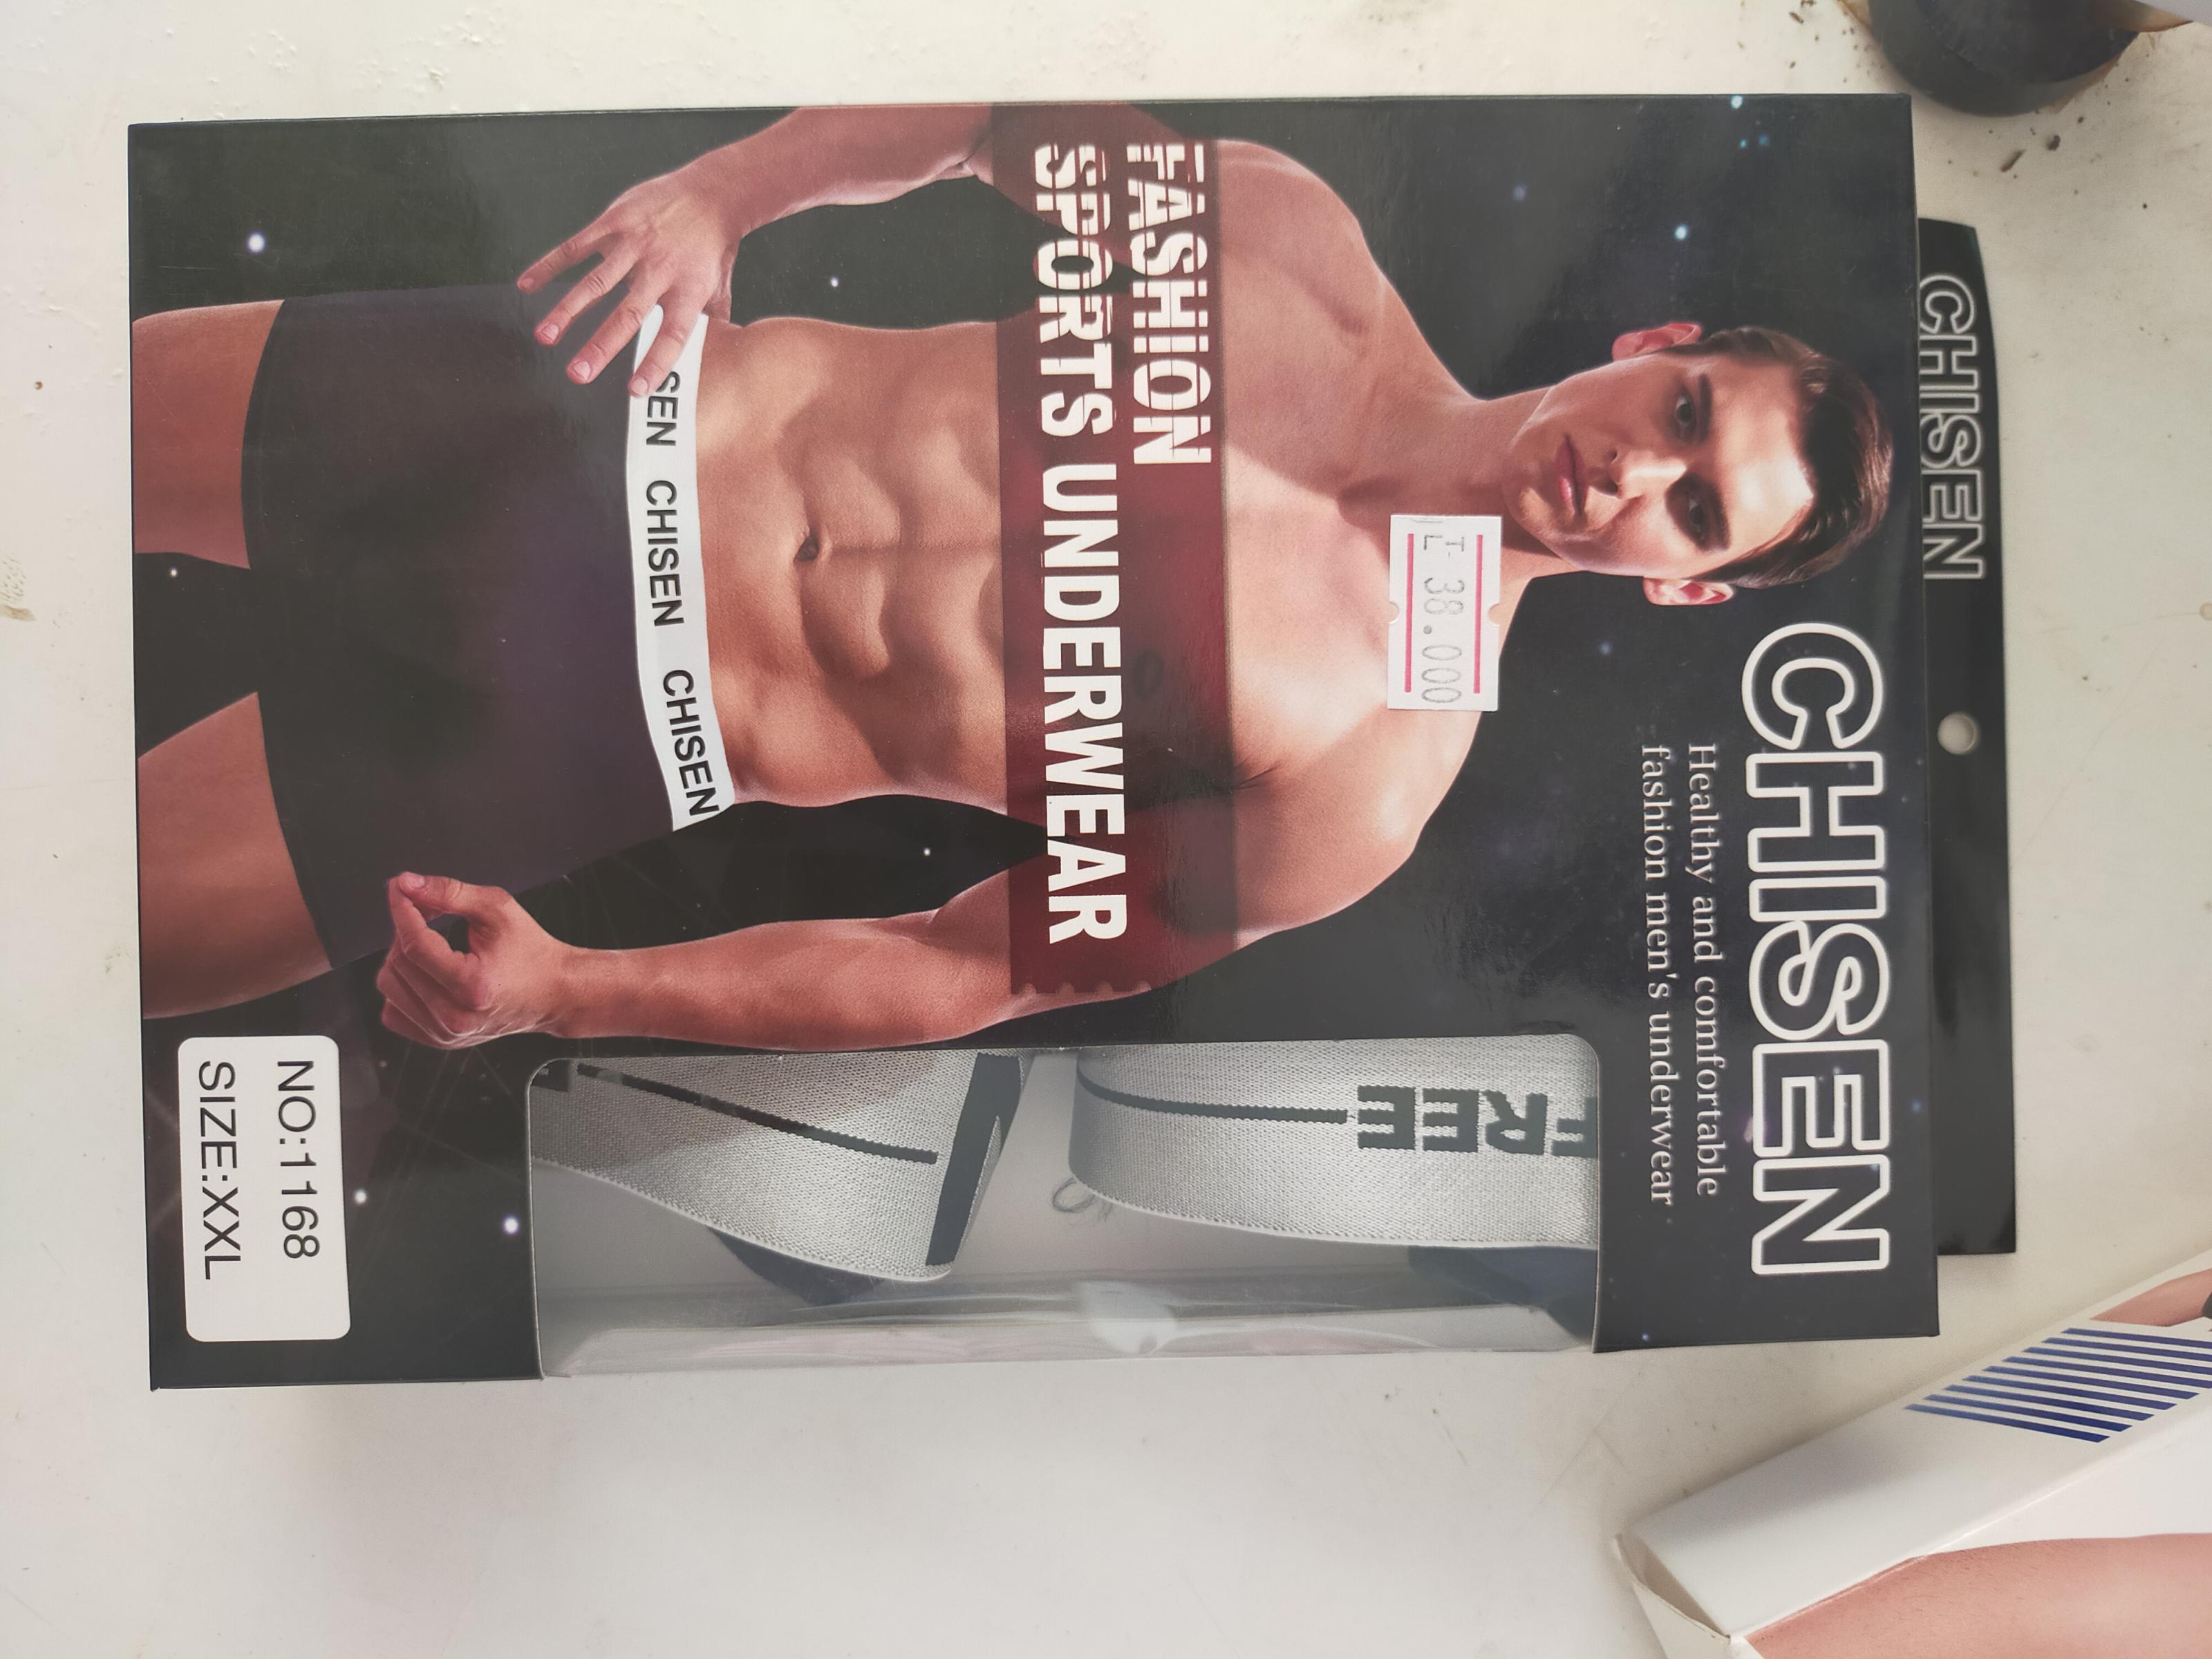 CHISEN
CHISEN
Healthy and comfortable
fashion men's underwear
38.000
FASHION
SPORTS UNDERWEAR
FREE
SEN CHISEN CHISEN
NO:1168
SIZE:XXL